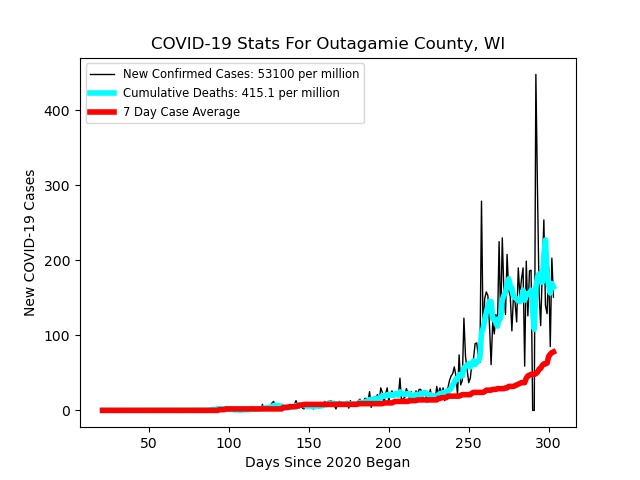 COVID-19 Stats For Outagamie County, WI
New Confirmed Cases: 53100 per million
Cumulative Deaths: 415.1 per million
7 Day Case Average
New COVID-19 Cases
400
300
200
100
0
50 100 150 200 250 300
Days Since 2020 Began